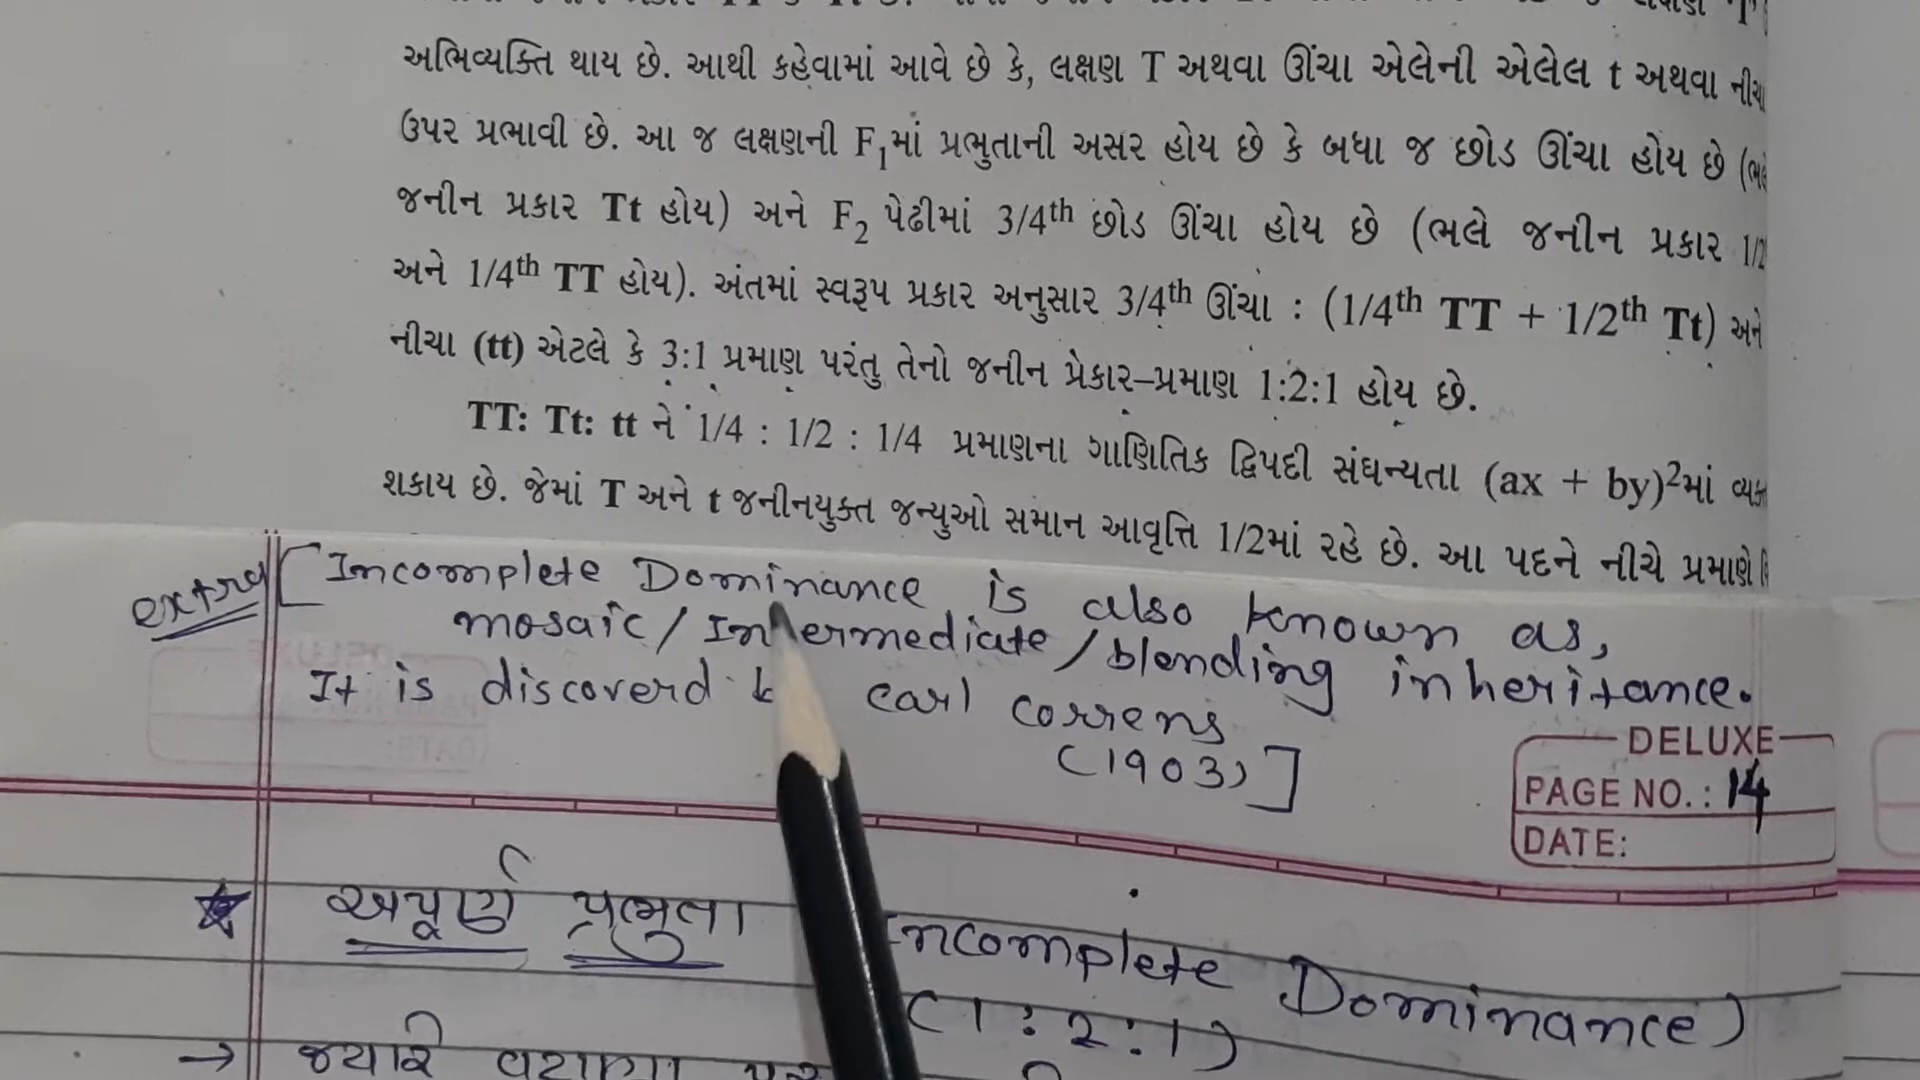 અભિવ્યક્તિ થાય છે. આથી કહેવામાં આવે છે કે, લક્ષણ T અથવા ઊંચા એલેની એલેલ t અથવા
ઉપર પ્રભાવી છે. આ જ લક્ષણની F₁માં પ્રભુતાની અસર હોય છે કે બધા જ છોડ ઊંચા હોય છે
જનીન પ્રકાર Tt હોય) અને F₂ પેઢીમાં 3/4th છોડ ઊંચા હોય છે (ભલે જનીન પ્રકાર
અને 1/4th TT હોય). અંતમાં સ્વરૂપ પ્રકાર અનુસાર 3/4th ઊંચા : (1/4th TT + 1/2th Tt) અને
નીચા (tt) એટલે કે 3:1 પ્રમાણ પરંતુ તેનો જનીન પ્રકાર–પ્રમાણ 1:2:1 હોય છે.
TT: Tt: tt ને 1/4 : 1/2 : 1/4 પ્રમાણના ગાણિતિક દ્વિપદી સંઘન્યતા (ax + by)²માં
શકાય છે. જેમાં T અને t જનીનયુક્ત જન્યુઓ સમાન આવૃત્તિ 1/2માં રહે છે. આ પદને નીચે પ્રમાણે
extra [Incomplete Dominance is also known as,
mosaic/Intermediate/blending inheritance.
It is discoverd carl correns
(1903)]
DELUXE
PAGE NO.: 14
DATE:
અપૂર્ણ પ્રભુતા Incomplete Dominance)
(1:2:1)
→ જ્યારે વટાણા